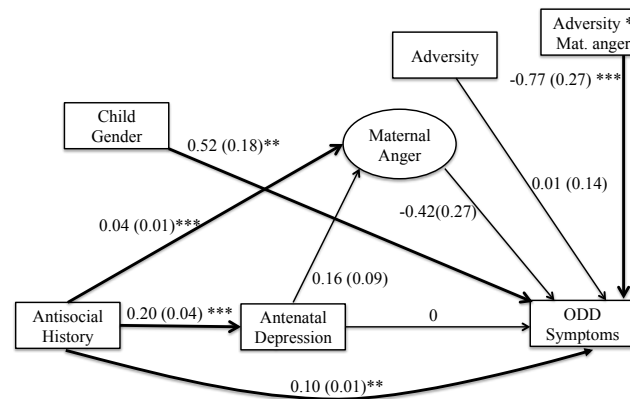 Adversity *
Mat. anger
Adversity
-0.77 (0.27) ***
Child
Gender
0.52 (0.18)**
Maternal
Anger
0.01 (0.14)
0.04 (0.01)***
-0.42(0.27)
0.16 (0.09)
Antisocial
History
0.20 (0.04) ***
Antenatal
Depression
0
ODD
Symptoms
0.10 (0.01)**